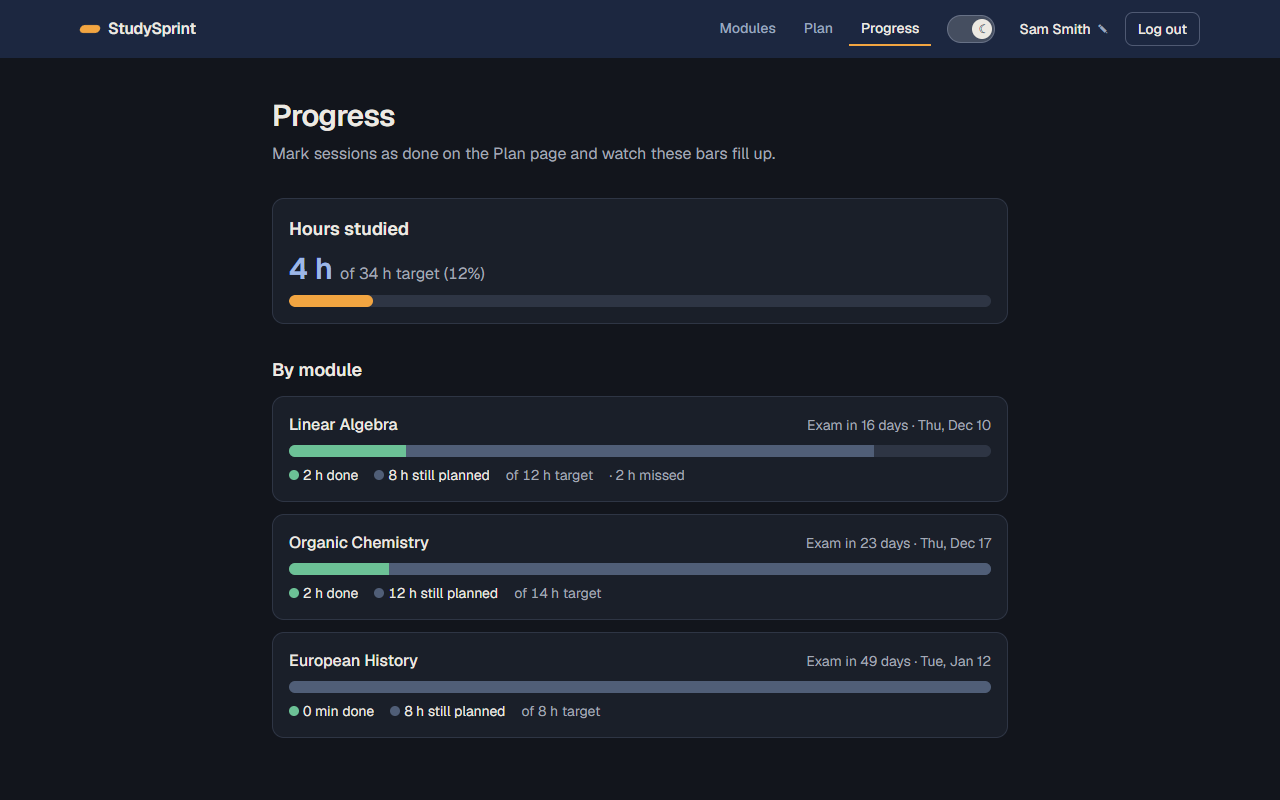 StudySprint Modules Plan Progress Sam Smith Log out
Progress
Mark sessions as done on the Plan page and watch these bars fill up.
Hours studied
4 h of 34 h target (12%)
By module
Linear Algebra Exam in 16 days · Thu, Dec 10
2 h done 8 h still planned of 12 h target · 2 h missed
Organic Chemistry Exam in 23 days · Thu, Dec 17
2 h done 12 h still planned of 14 h target
European History Exam in 49 days · Tue, Jan 12
0 min done 8 h still planned of 8 h target